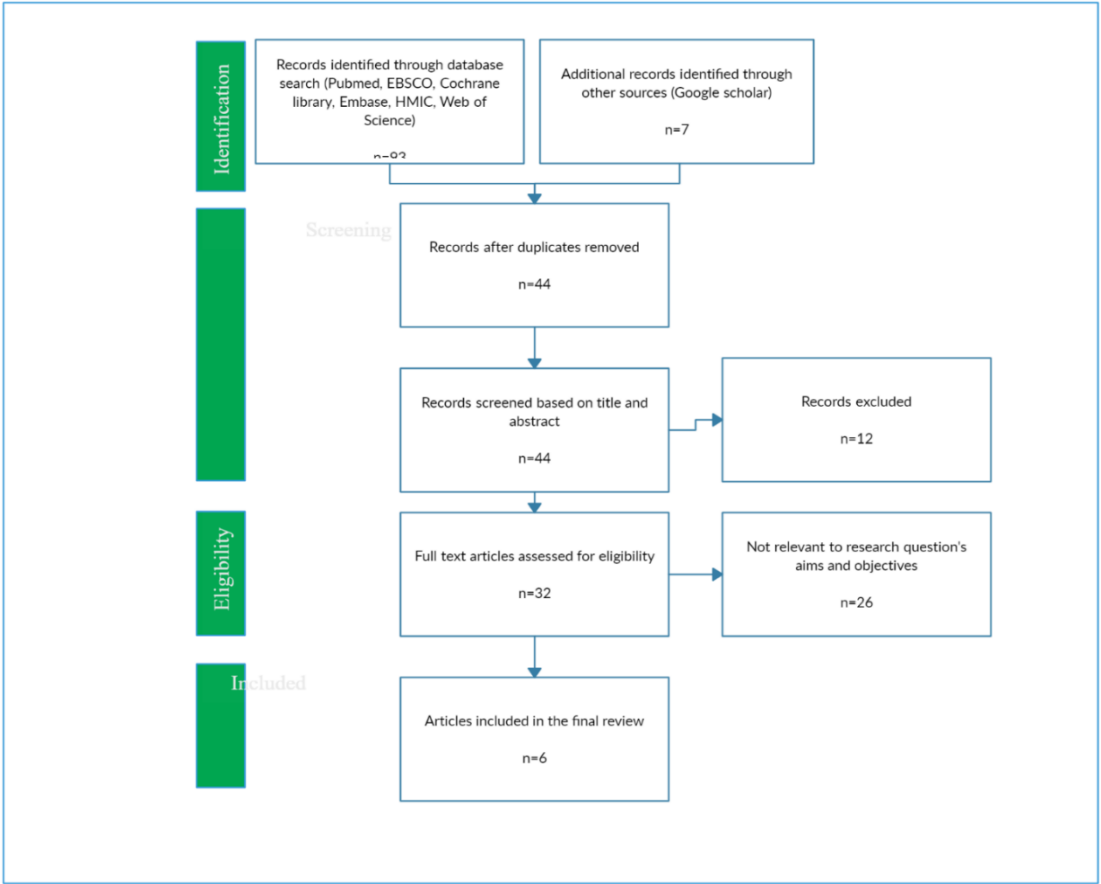 Identification
Records identified through database
search (Pubmed, EBSCO, Cochrane
library, Embase, HMIC, Web of
Science)
n=93
Additional records identified through
other sources (Google scholar)
n=7
Screening
Records after duplicates removed
n=44
Records screened based on title and
abstract
n=44
Records excluded
n=12
Eligibility
Full text articles assessed for eligibility
n=32
Not relevant to research question's
aims and objectives
n=26
Included
Articles included in the final review
n=6